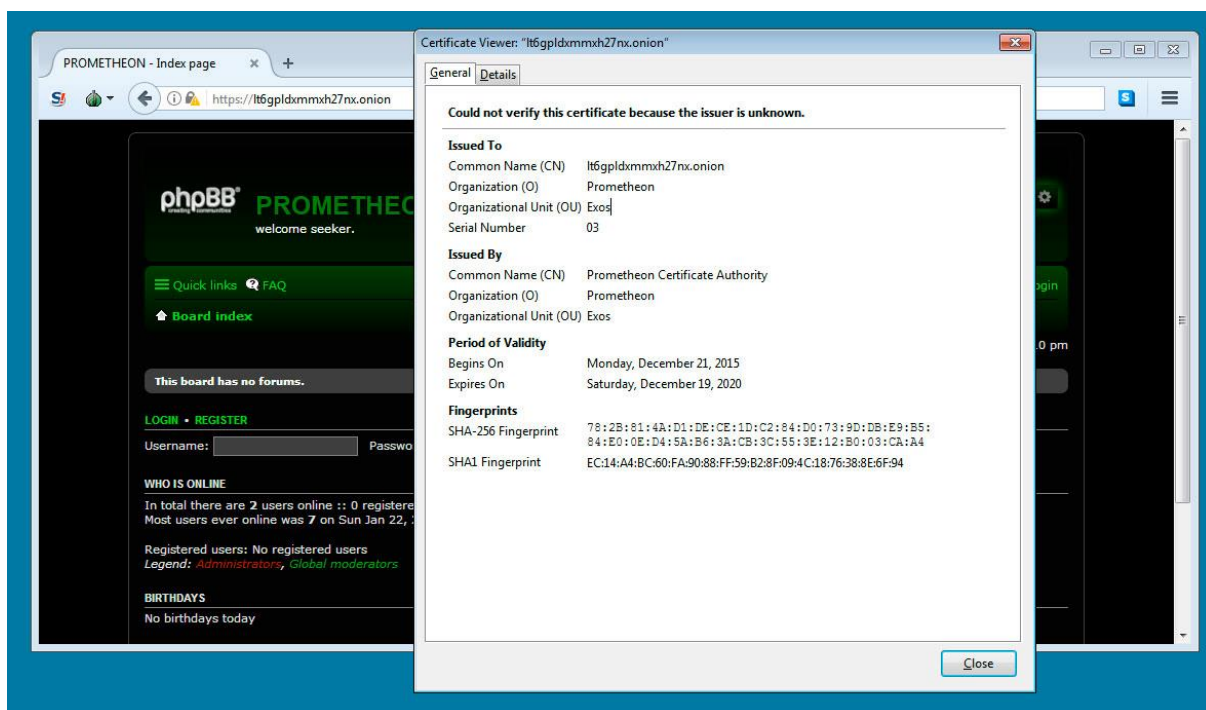 Certificate Viewer: "lt6gpldxmmxh27nx.onion"
PROMETHEON - Index page
https://lt6gpldxmmxh27nx.onion
General Details
Could not verify this certificate because the issuer is unknown.
Issued To
Common Name (CN) lt6gpldxmmxh27nx.onion
Organization (O) Prometheon
Organizational Unit (OU) Exos
Serial Number 03
Issued By
Common Name (CN) Prometheon Certificate Authority
Organization (O) Prometheon
Organizational Unit (OU) Exos
Period of Validity
Begins On Monday, December 21, 2015
Expires On Saturday, December 19, 2020
Fingerprints
SHA-256 Fingerprint 78:2B:81:4A:D1:DE:CE:1D:C2:84:D0:73:9D:DB:E9:B5:
84:E0:0E:D4:5A:B6:3A:CB:3C:55:3E:12:B0:03:CA:A4
SHA1 Fingerprint EC:14:A4:BC:60:FA:90:88:FF:59:B2:8F:09:4C:18:76:38:8E:6F:94
Close
phpBB
PROMETHEO
welcome seeker.
Quick links FAQ
ogin
Board index
0 pm
This board has no forums.
LOGIN • REGISTER
Username: Passwo
WHO IS ONLINE
In total there are 2 users online :: 0 registere
Most users ever online was 7 on Sun Jan 22,
Registered users: No registered users
Legend: Administrators, Global moderators
BIRTHDAYS
No birthdays today